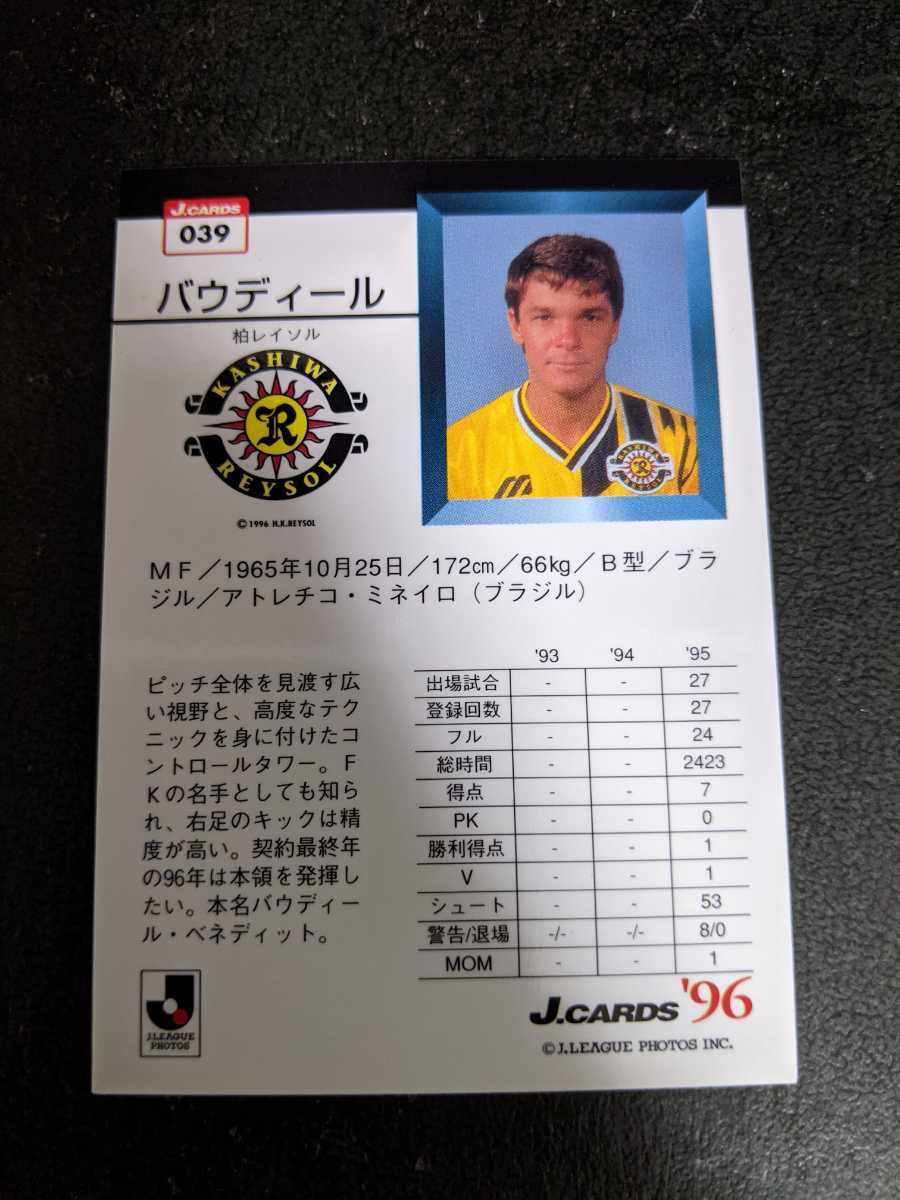 J.CARDS
039
バウディール
柏レイソル
KASHIWA
R
REYSOL
©1996 H.R.REYSOL
KASHIWA
R
REYSOL
MF／1965年10月25日／172㎝／66kg／B型／ブラ
ジル／アトレチコ・ミネイロ（ブラジル）
ピッチ全体を見渡す広
い視野と、高度なテク
ニックを身に付けたコ
ントロールタワー。F
Kの名手としても知ら
れ、右足のキックは精
度が高い。契約最終年
の96年は本領を発揮し
たい。本名バウディー
ル・ベネディット。
'93 '94 '95
出場試合 - - 27
登録回数 - - 27
フル - - 24
総時間 - - 2423
得点 - - 7
PK - - 0
勝利得点 - - 1
V - - 1
シュート - - 53
警告/退場 -/- -/- 8/0
MOM - - 1
J.LEAGUE
PHOTOS
J.CARDS '96
©J.LEAGUE PHOTOS INC.